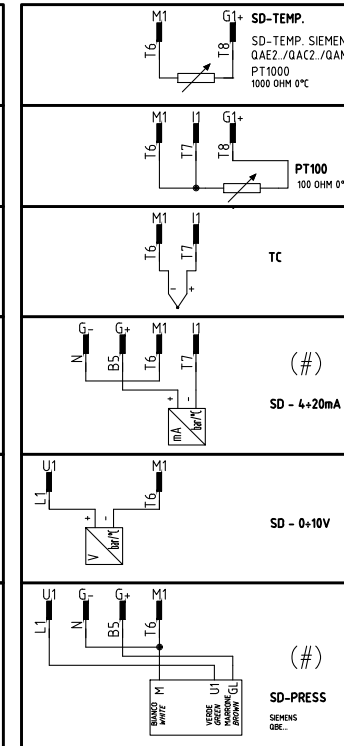 M1 G1+ SD-TEMP.
T6 T8 SD-TEMP. SIEMEN
QAE2../QAC2../QAM
PT1000
1000 OHM 0°C
M1 I1 G1+
T6 T7 T8
PT100
100 OHM 0°
M1 I1
T6 T7 TC
- +
G- G+ M1 I1
N B5 T6 T7 (#)
+ -
mA bar/°C
SD - 4÷20mA
U1 M1
L1 T6
+ -
V bar/°C
SD - 0÷10V
U1 G- G+ M1
L1 N B5 T6
(#)
M U1 GL
BIANCO VERDE MARRONE
WHITE GREEN BROWN
SD-PRESS
SIEMENS
QBE...